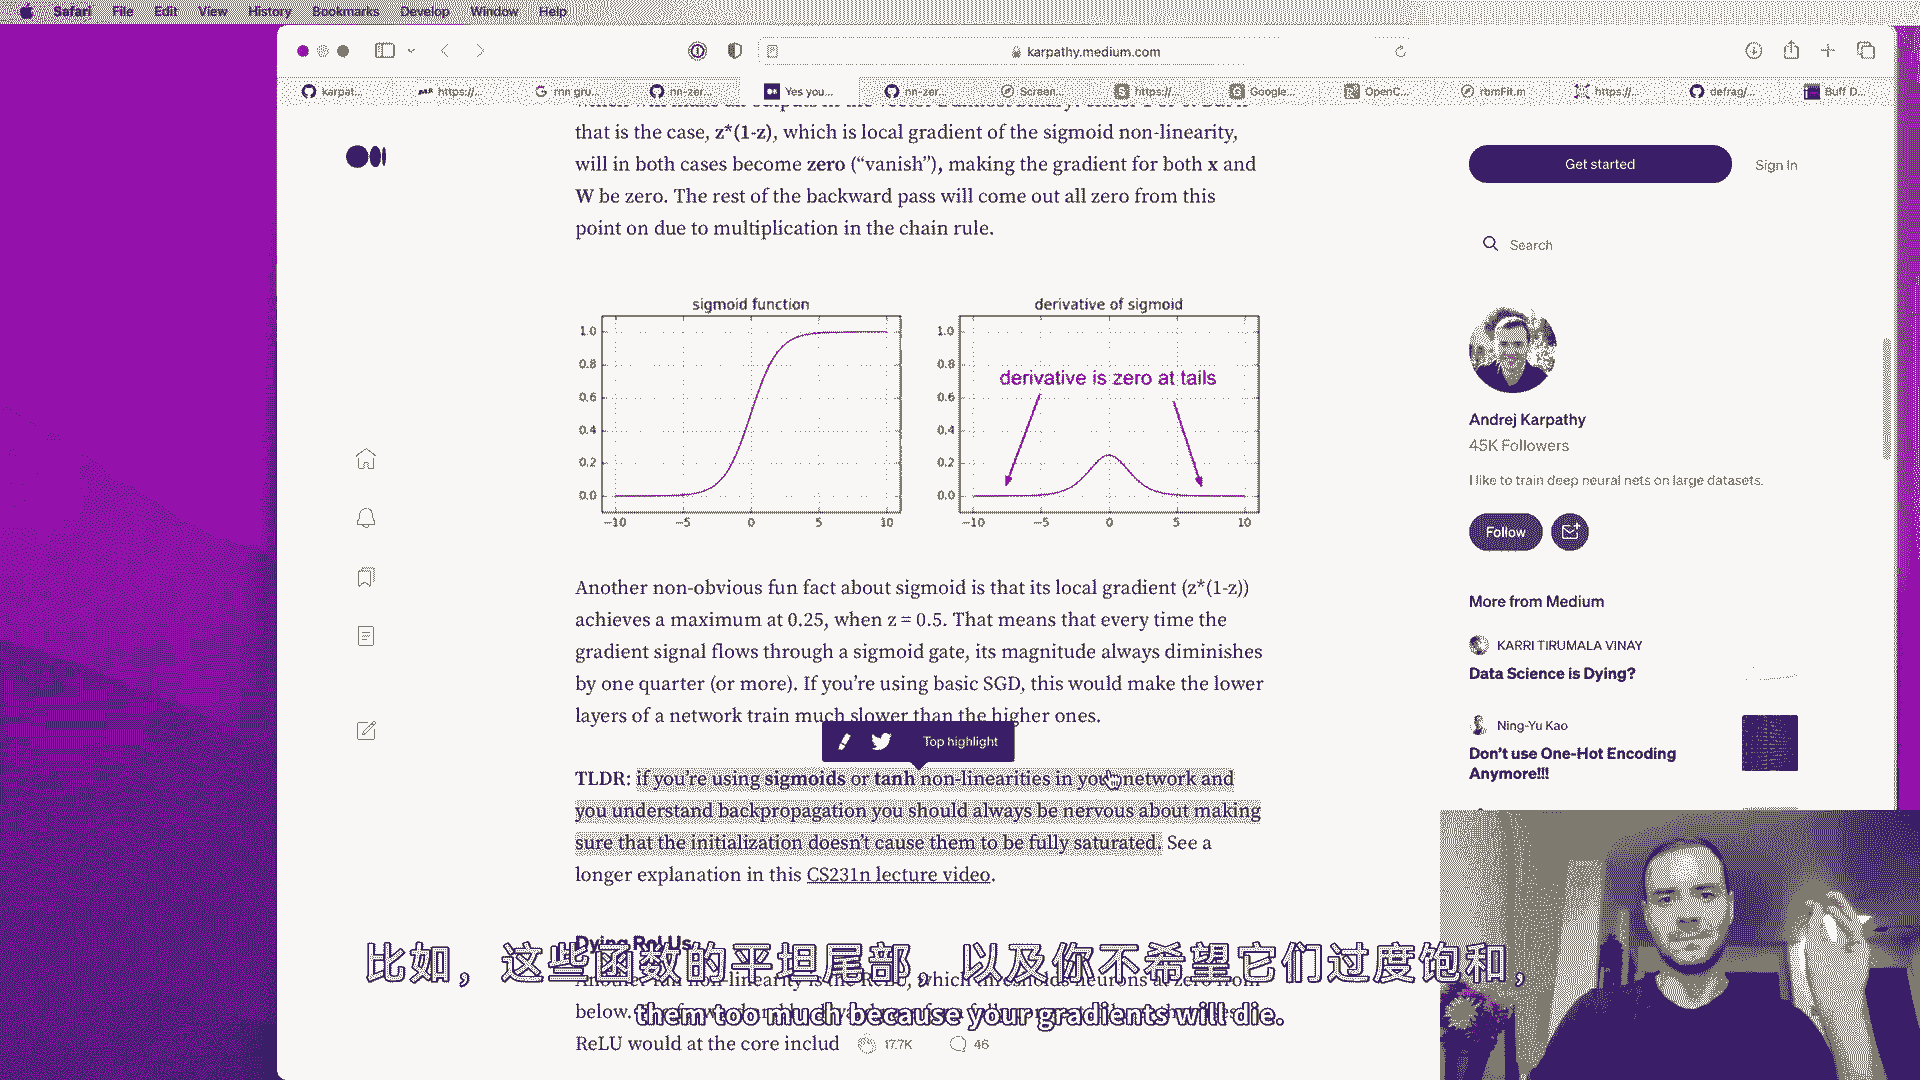 Safari File Edit View History Bookmarks Develop Window Help
karpathy.medium.com
karpat... https://... rnn gru... nn-zer... Yes you... nn-zer... Screen... https://... Google... OpenC... rbmFit.m https://... defrag/... Buff D...
that is the case, z*(1-z), which is local gradient of the sigmoid non-linearity,
will in both cases become zero (“vanish”), making the gradient for both x and
W be zero. The rest of the backward pass will come out all zero from this
point on due to multiplication in the chain rule.
sigmoid function
1.0
0.8
0.6
0.4
0.2
0.0
−10 −5 0 5 10
derivative of sigmoid
1.0
0.8
0.6
0.4
0.2
0.0
derivative is zero at tails
−10 −5 0 5 10
Another non-obvious fun fact about sigmoid is that its local gradient (z*(1-z))
achieves a maximum at 0.25, when z = 0.5. That means that every time the
gradient signal flows through a sigmoid gate, its magnitude always diminishes
by one quarter (or more). If you’re using basic SGD, this would make the lower
layers of a network train much slower than the higher ones.
Top highlight
TLDR: if you’re using sigmoids or tanh non-linearities in your network and
you understand backpropagation you should always be nervous about making
sure that the initialization doesn’t cause them to be fully saturated. See a
longer explanation in this CS231n lecture video.
Dying ReLUs
Another fun non-linearity is the ReLU, which thresholds neurons at zero from
below.
ReLU would at the core includ
17.7K 46
Get started Sign In
Search
Andrej Karpathy
45K Followers
I like to train deep neural nets on large datasets.
Follow
More from Medium
KARRI TIRUMALA VINAY
Data Science is Dying?
Ning-Yu Kao
Don’t use One-Hot Encoding
Anymore!!!
比如，这些函数的平坦尾部，以及你不希望它们过度饱和，
them too much because your gradients will die.